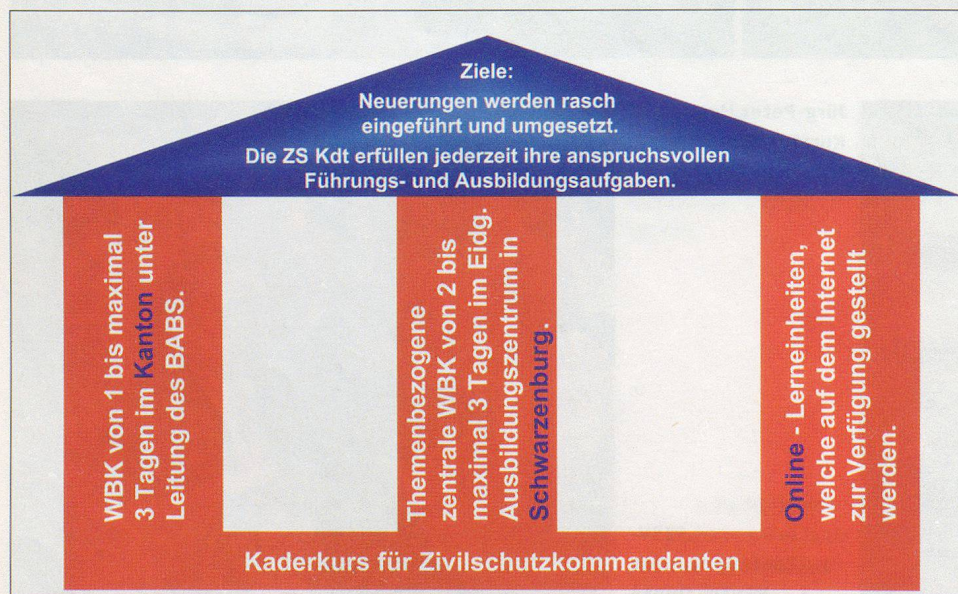 Ziele:
Neuerungen werden rasch
eingeführt und umgesetzt.
Die ZS Kdt erfüllen jederzeit ihre anspruchsvollen
Führungs- und Ausbildungsaufgaben.
WBK von 1 bis maximal
3 Tagen im Kanton unter
Leitung des BABS.
Themenbezogene
zentrale WBK von 2 bis
maximal 3 Tagen im Eidg.
Ausbildungszentrum in
Schwarzenburg.
Online - Lerneinheiten,
welche auf dem Internet
zur Verfügung gestellt
werden.
Kaderkurs für Zivilschutzkommandanten